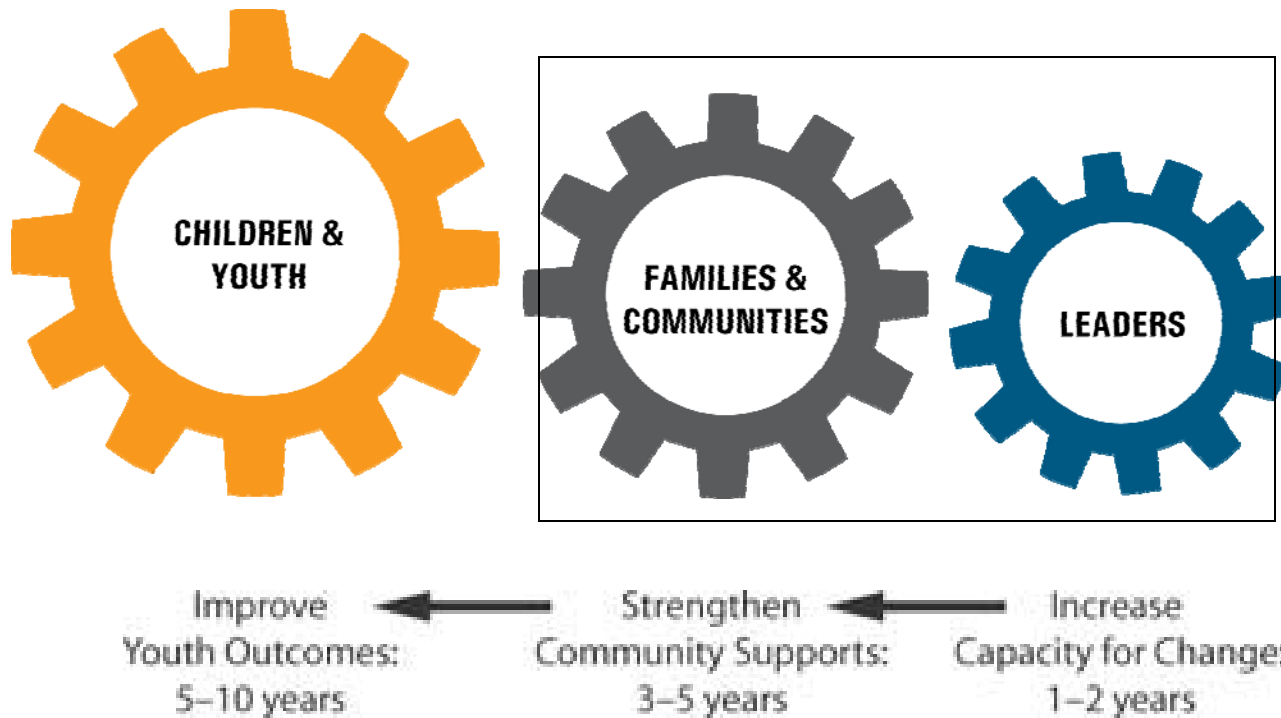 CHILDREN &
YOUTH
FAMILIES &
COMMUNITIES
LEADERS
Improve
Youth Outcomes:
5–10 years
Strengthen
Community Supports:
3–5 years
Increase
Capacity for Change:
1–2 years